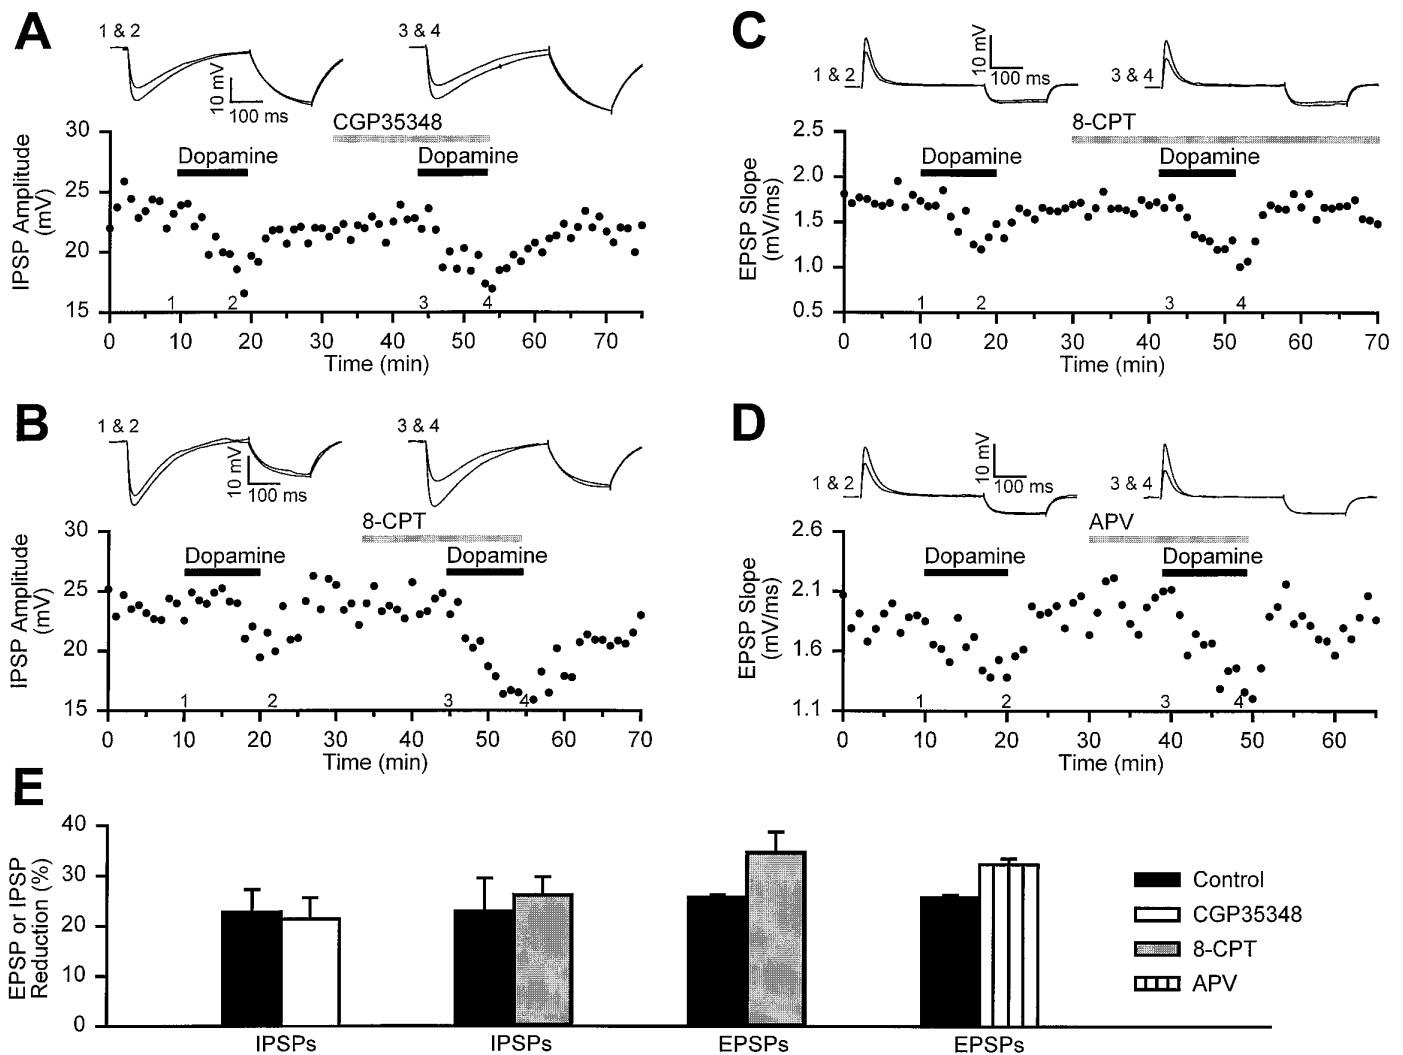 A
1 & 2
3 & 4
10 mV
100 ms
CGP35348
Dopamine
Dopamine
IPSP Amplitude
(mV)
30
25
20
15
1
2
3
4
0
10
20
30
40
50
60
70
Time (min)
C
1 & 2
3 & 4
10 mV
100 ms
8-CPT
Dopamine
Dopamine
EPSP Slope
(mV/ms)
2.5
2.0
1.5
1.0
0.5
1
2
3
4
0
10
20
30
40
50
60
70
Time (min)
B
1 & 2
3 & 4
10 mV
100 ms
8-CPT
Dopamine
Dopamine
IPSP Amplitude
(mV)
30
25
20
15
1
2
3
4
0
10
20
30
40
50
60
70
Time (min)
D
1 & 2
3 & 4
10 mV
100 ms
APV
Dopamine
Dopamine
EPSP Slope
(mV/ms)
2.6
2.1
1.6
1.1
1
2
3
4
0
10
20
30
40
50
60
Time (min)
E
EPSP or IPSP
Reduction (%)
40
30
20
10
0
IPSPs
IPSPs
EPSPs
EPSPs
Control
CGP35348
8-CPT
APV